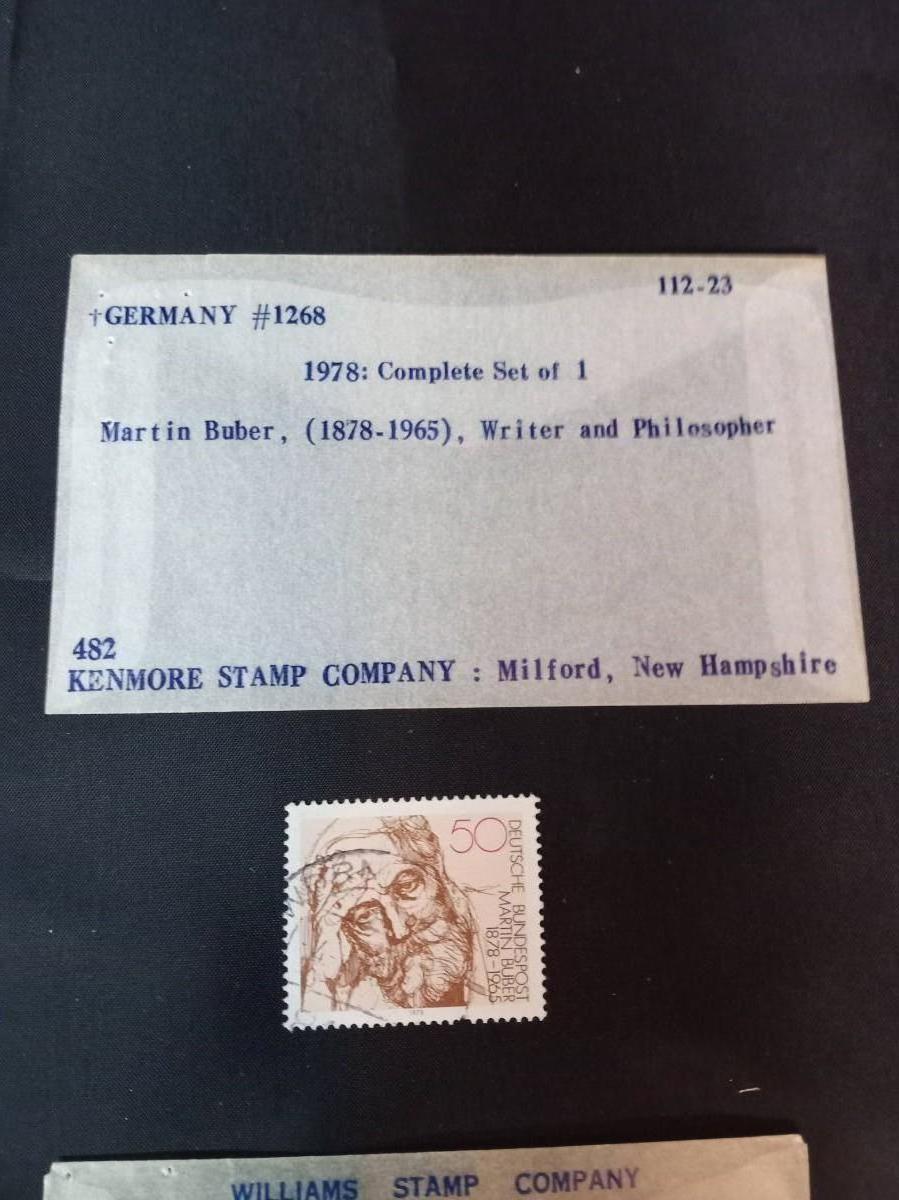 112-23
†GERMANY #1268
1978: Complete Set of 1
Martin Buber, (1878-1965), Writer and Philosopher
482
KENMORE STAMP COMPANY : Milford, New Hampshire
50
DEUTSCHE BUNDESPOST
MARTIN BUBER
1878-1965
1978
WILLIAMS STAMP COMPANY